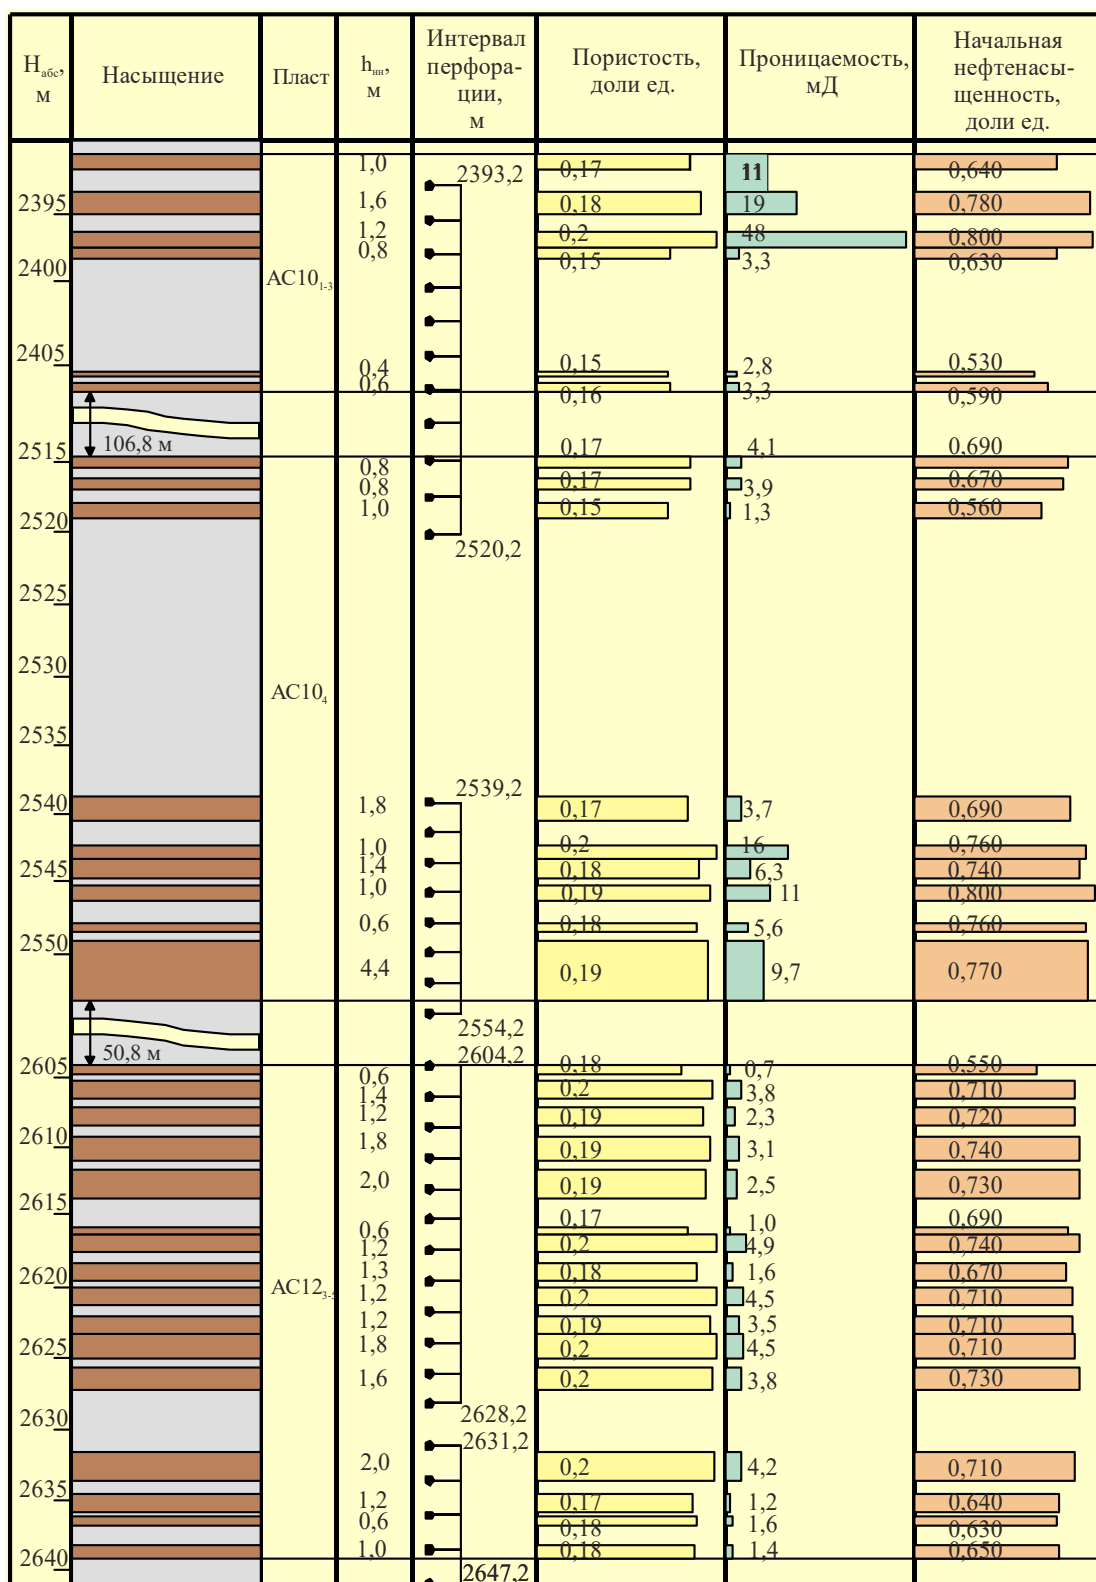 Hабс, м
Насыщение
Пласт
hнн, м
Интервал перфора-ции, м
Пористость, доли ед.
Проницаемость, мД
Начальная нефтенасы-щенность, доли ед.
1,0 2393,2 0,17 11 0,640
2395 1,6 0,18 19 0,780
1,2 0,2 48 0,800
2400 0,8 0,15 3,3 0,630
АС10₁₋₃
2405 0,4 0,15 2,8 0,530
0,6 0,16 3,3 0,590
106,8 м
2515 0,8 0,17 4,1 0,690
0,8 0,17 3,9 0,670
2520 1,0 0,15 1,3 0,560
2520,2
2525
2530
АС10₄
2535
2539,2
2540 1,8 0,17 3,7 0,690
1,0 0,2 16 0,760
2545 1,4 0,18 6,3 0,740
1,0 0,19 11 0,800
0,6 0,18 5,6 0,760
2550 4,4 0,19 9,7 0,770
2554,2
50,8 м 2604,2
2605 0,6 0,18 0,7 0,550
1,4 0,2 3,8 0,710
1,2 0,19 2,3 0,720
2610 1,8 0,19 3,1 0,740
2,0 0,19 2,5 0,730
2615 0,6 0,17 1,0 0,690
1,2 0,2 4,9 0,740
2620 1,3 0,18 1,6 0,670
АС12₃₋₅ 1,2 0,2 4,5 0,710
1,2 0,19 3,5 0,710
2625 1,8 0,2 4,5 0,710
1,6 0,2 3,8 0,730
2630 2628,2
2631,2
2,0 0,2 4,2 0,710
2635 1,2 0,17 1,2 0,640
0,6 0,18 1,6 0,630
2640 1,0 0,18 1,4 0,650
2647,2